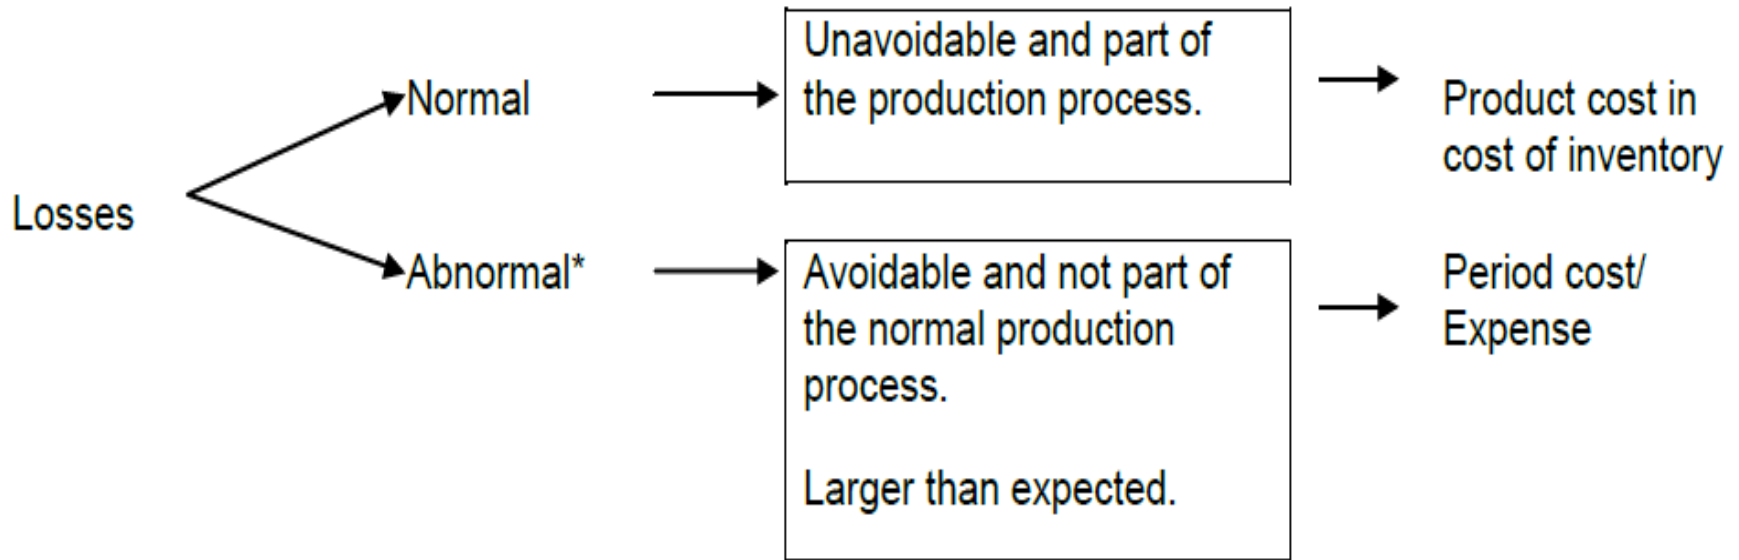 Losses
Normal
Unavoidable and part of
the production process.
Product cost in
cost of inventory
Abnormal*
Avoidable and not part of
the normal production
process.
Larger than expected.
Period cost/
Expense